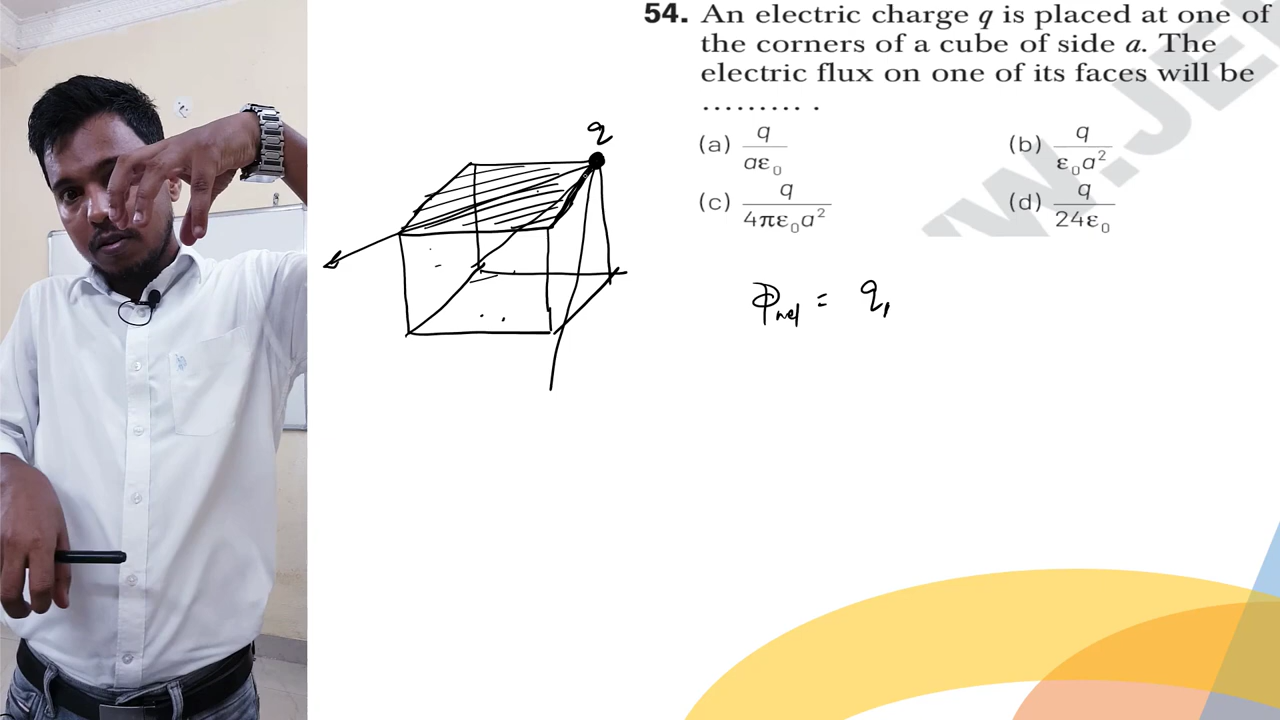 54. An electric charge q is placed at one of
the corners of a cube of side a. The
electric flux on one of its faces will be
......... .
(a) q/aε₀
(b) q/ε₀a²
(c) q/4πε₀a²
(d) q/24ε₀
q
Φnet = q,